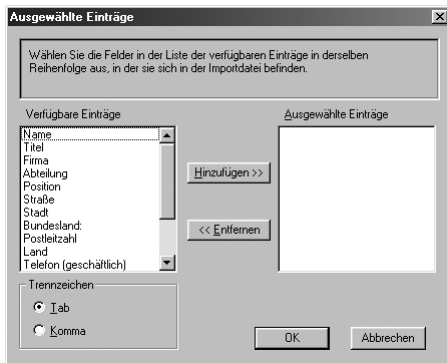 Ausgewählte Einträge
Wählen Sie die Felder in der Liste der verfügbaren Einträge in derselben
Reihenfolge aus, in der sie sich in der Importdatei befinden.
Verfügbare Einträge
Name
Titel
Firma
Abteilung
Position
Straße
Stadt
Bundesland:
Postleitzahl
Land
Telefon (geschäftlich)
Hinzufügen >>
<< Entfernen
Ausgewählte Einträge
Trennzeichen
Tab
Komma
OK
Abbrechen